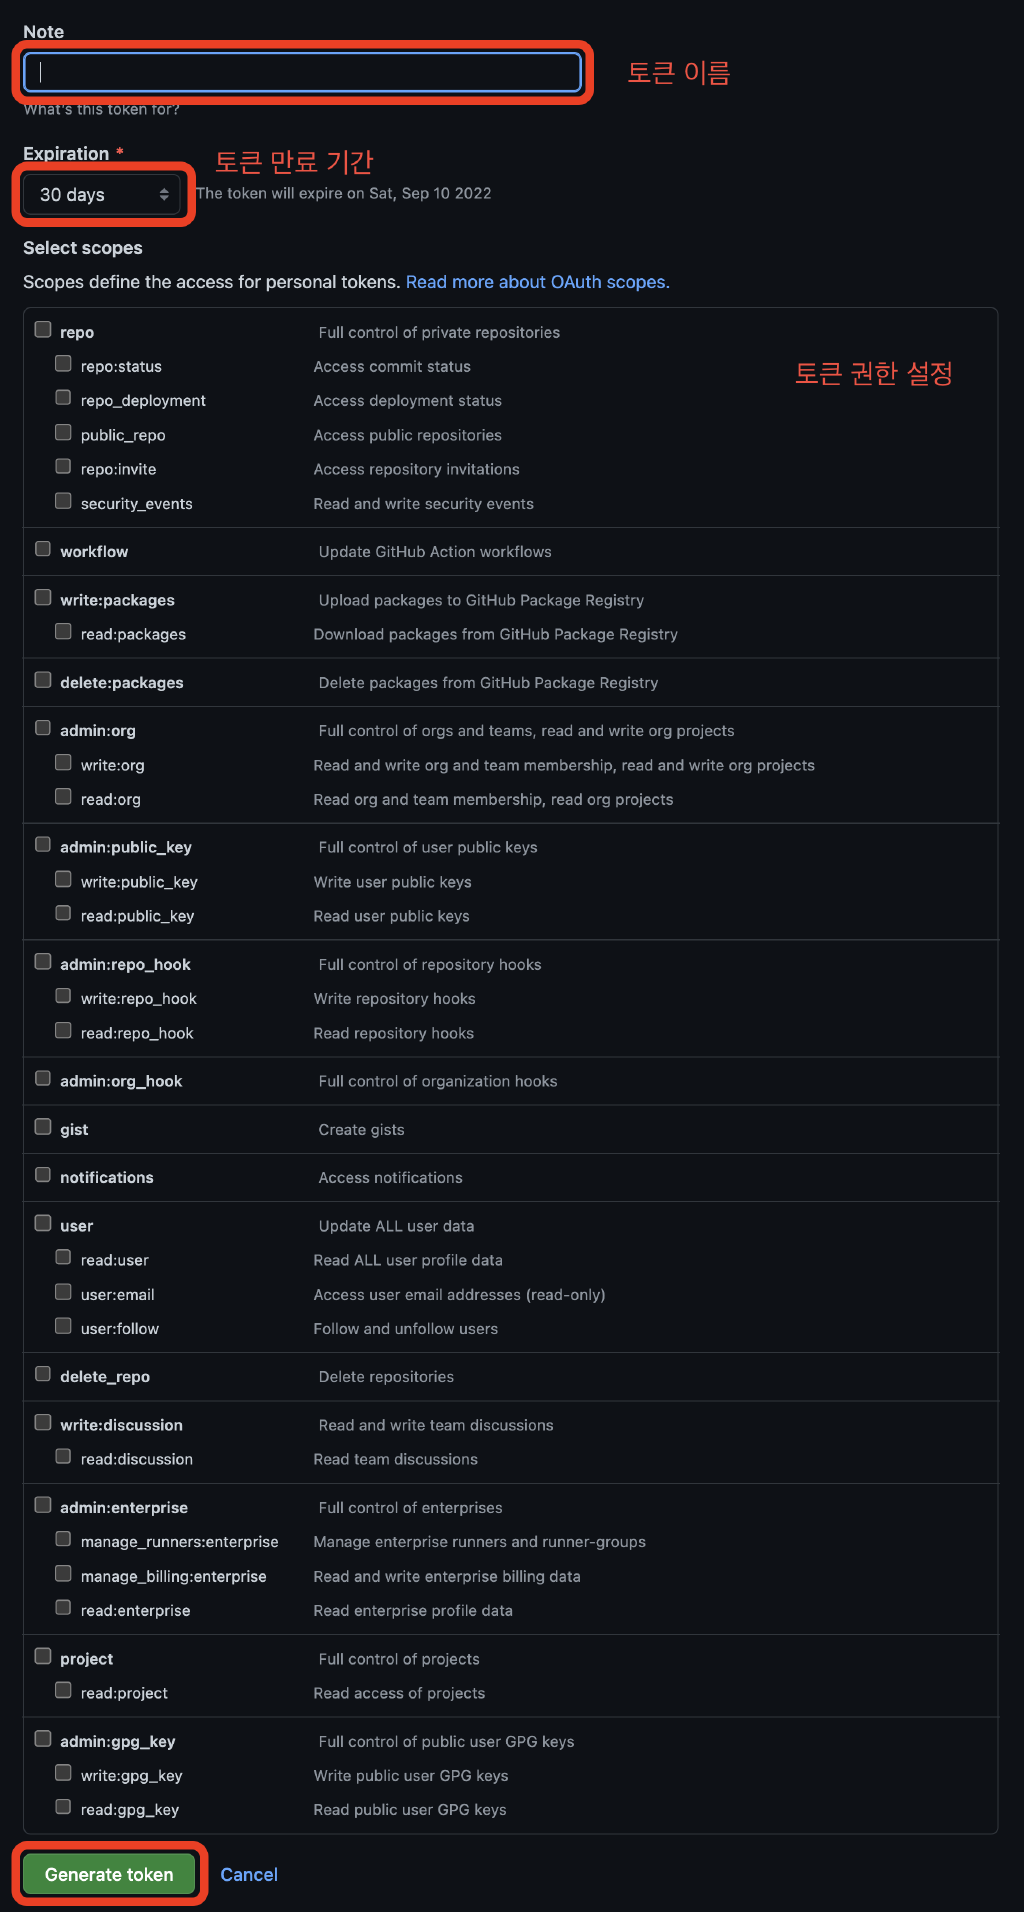 Note
토큰 이름
What's this token for?
Expiration *
토큰 만료 기간
30 days
The token will expire on Sat, Sep 10 2022
Select scopes
Scopes define the access for personal tokens. Read more about OAuth scopes.
repo Full control of private repositories
repo:status Access commit status
토큰 권한 설정
repo_deployment Access deployment status
public_repo Access public repositories
repo:invite Access repository invitations
security_events Read and write security events
workflow Update GitHub Action workflows
write:packages Upload packages to GitHub Package Registry
read:packages Download packages from GitHub Package Registry
delete:packages Delete packages from GitHub Package Registry
admin:org Full control of orgs and teams, read and write org projects
write:org Read and write org and team membership, read and write org projects
read:org Read org and team membership, read org projects
admin:public_key Full control of user public keys
write:public_key Write user public keys
read:public_key Read user public keys
admin:repo_hook Full control of repository hooks
write:repo_hook Write repository hooks
read:repo_hook Read repository hooks
admin:org_hook Full control of organization hooks
gist Create gists
notifications Access notifications
user Update ALL user data
read:user Read ALL user profile data
user:email Access user email addresses (read-only)
user:follow Follow and unfollow users
delete_repo Delete repositories
write:discussion Read and write team discussions
read:discussion Read team discussions
admin:enterprise Full control of enterprises
manage_runners:enterprise Manage enterprise runners and runner-groups
manage_billing:enterprise Read and write enterprise billing data
read:enterprise Read enterprise profile data
project Full control of projects
read:project Read access of projects
admin:gpg_key Full control of public user GPG keys
write:gpg_key Write public user GPG keys
read:gpg_key Read public user GPG keys
Generate token Cancel